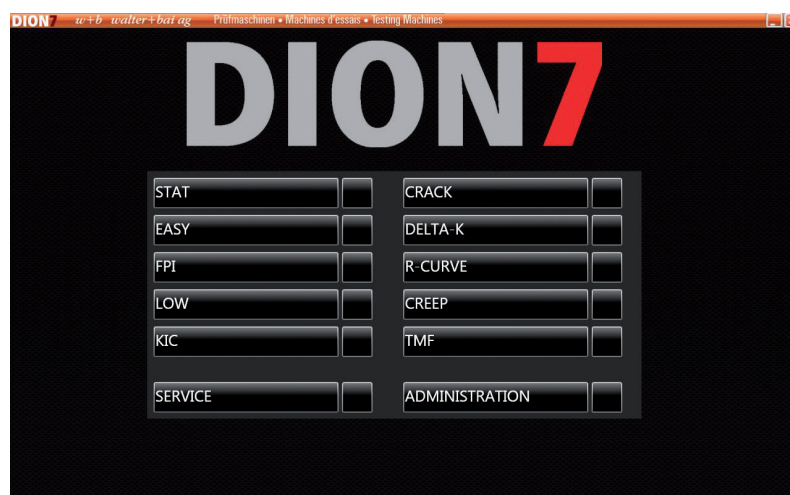 DION7 w+b walter+bai ag Prüfmaschinen • Machines d'essais • Testing Machines
DION7
STAT
CRACK
EASY
DELTA-K
FPI
R-CURVE
LOW
CREEP
KIC
TMF
SERVICE
ADMINISTRATION